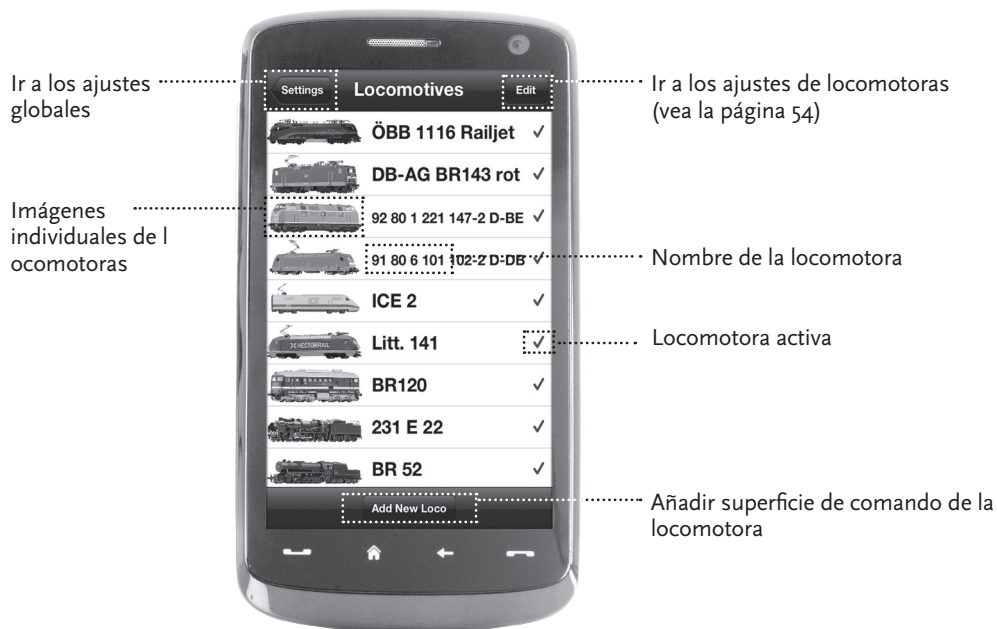 Ir a los ajustes
globales
Settings
Locomotives
Edit
Ir a los ajustes de locomotoras
(vea la página 54)
ÖBB 1116 Railjet
DB-AG BR143 rot
Imágenes
individuales de l
ocomotoras
92 80 1 221 147-2 D-BE
91 80 6 101 102-2 D-DB
Nombre de la locomotora
ICE 2
HECTORRAIL
Litt. 141
Locomotora activa
BR120
231 E 22
BR 52
Add New Loco
Añadir superficie de comando de la
locomotora